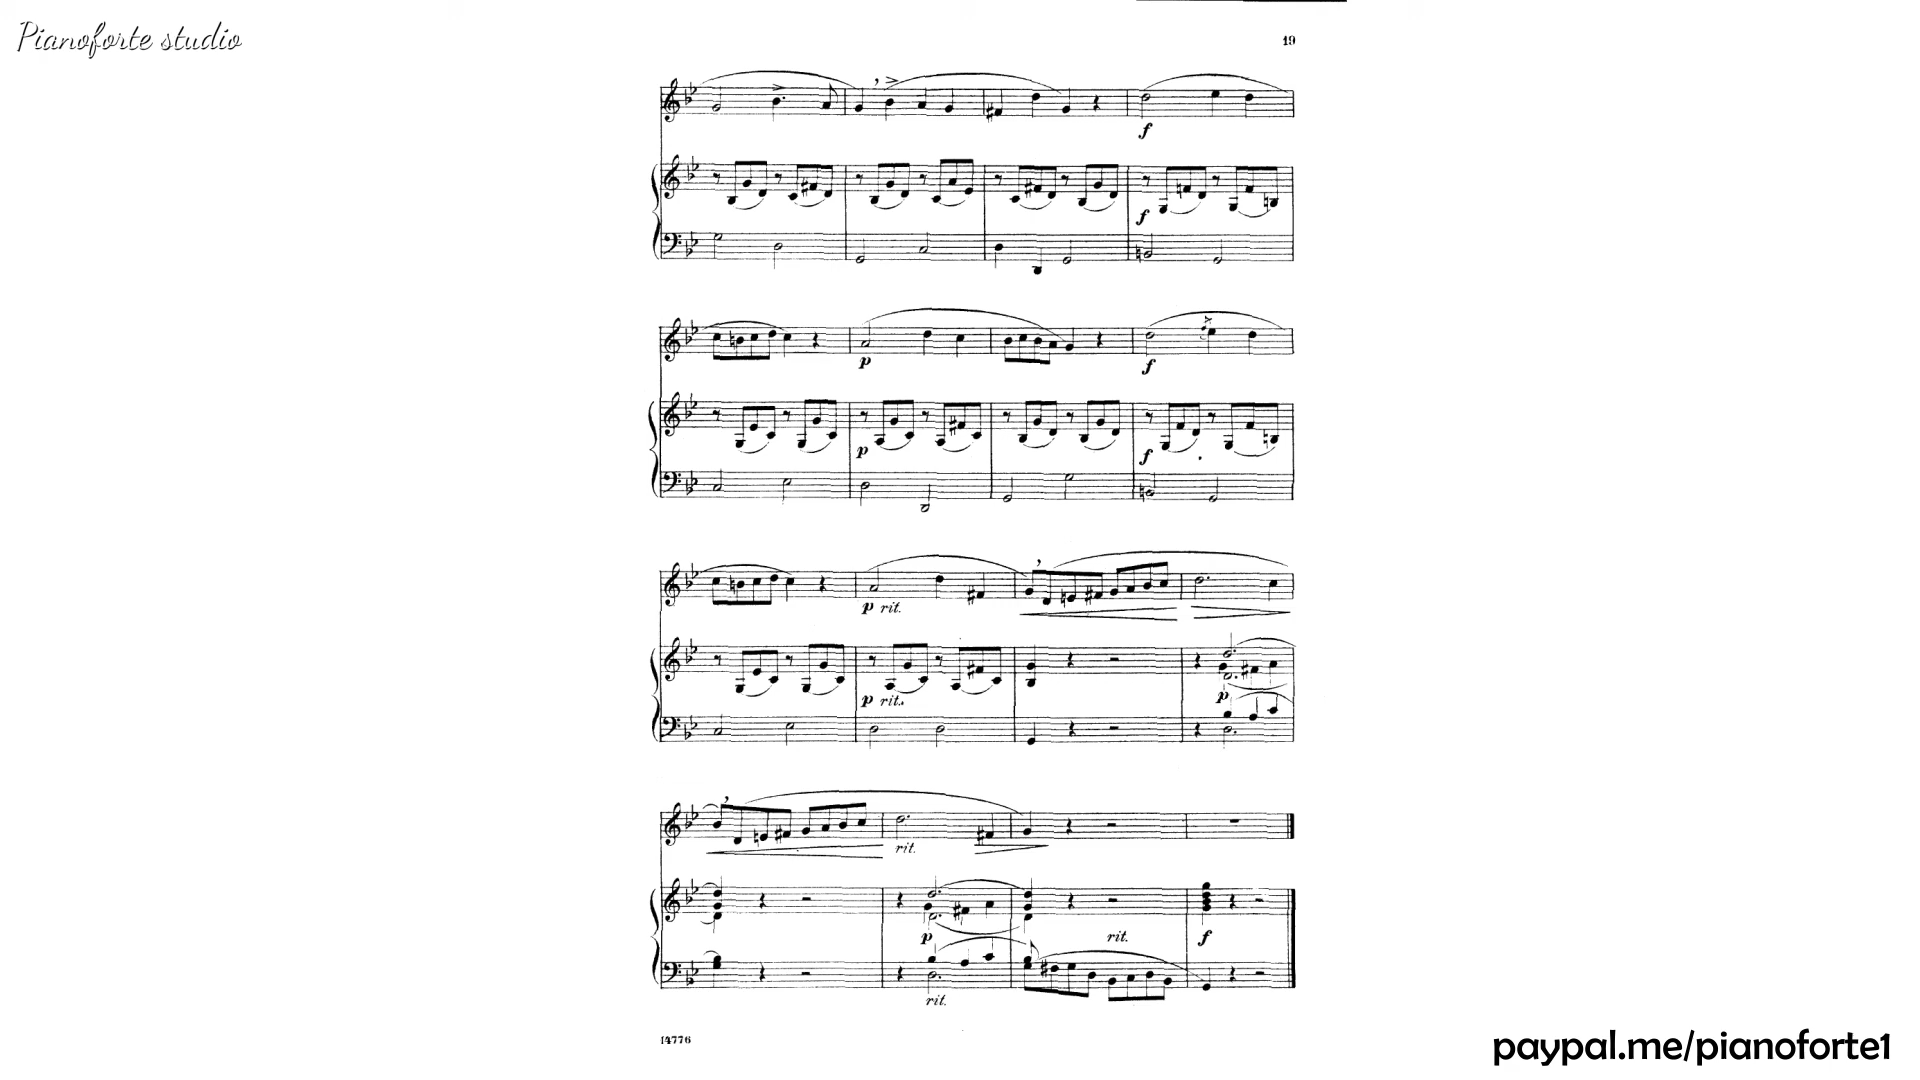 Pianoforte studio
19
f
f
p
f
p
f
p rit.
p rit.
p
rit.
p
rit.
f
rit.
14776
paypal.me/pianoforte1